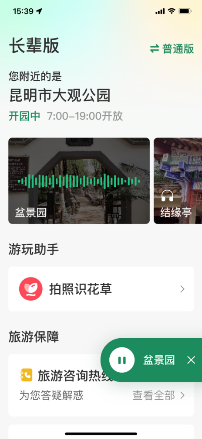 15:39
长辈版
普通版
您附近的是
昆明市大观公园
开园中 7:00-19:00开放
盆景园
结缘亭
游玩助手
拍照识花草
旅游保障
旅游咨询热线
为您答疑解惑 查看全部
盆景园